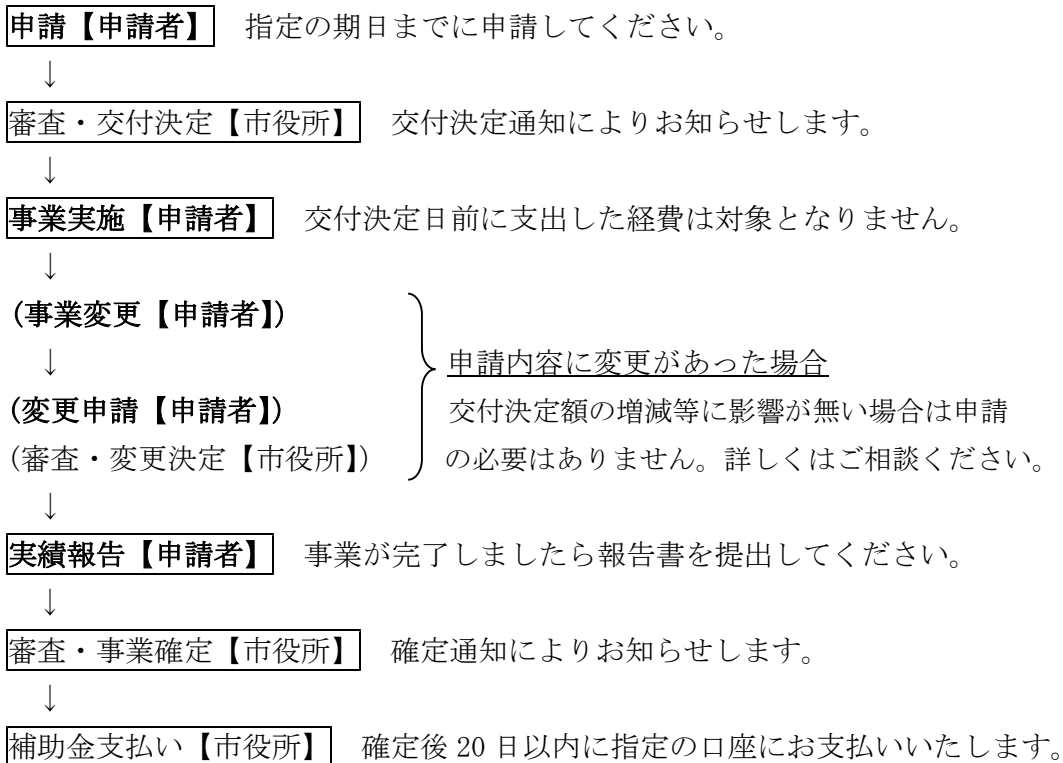 申請【申請者】 指定の期日までに申請してください。
↓
審査・交付決定【市役所】 交付決定通知によりお知らせします。
↓
事業実施【申請者】 交付決定日前に支出した経費は対象となりません。
↓
(事業変更【申請者】)
↓ 申請内容に変更があった場合
(変更申請【申請者】) 交付決定額の増減等に影響が無い場合は申請
(審査・変更決定【市役所】) の必要はありません。詳しくはご相談ください。
↓
実績報告【申請者】 事業が完了しましたら報告書を提出してください。
↓
審査・事業確定【市役所】 確定通知によりお知らせします。
↓
補助金支払い【市役所】 確定後 20 日以内に指定の口座にお支払いいたします。